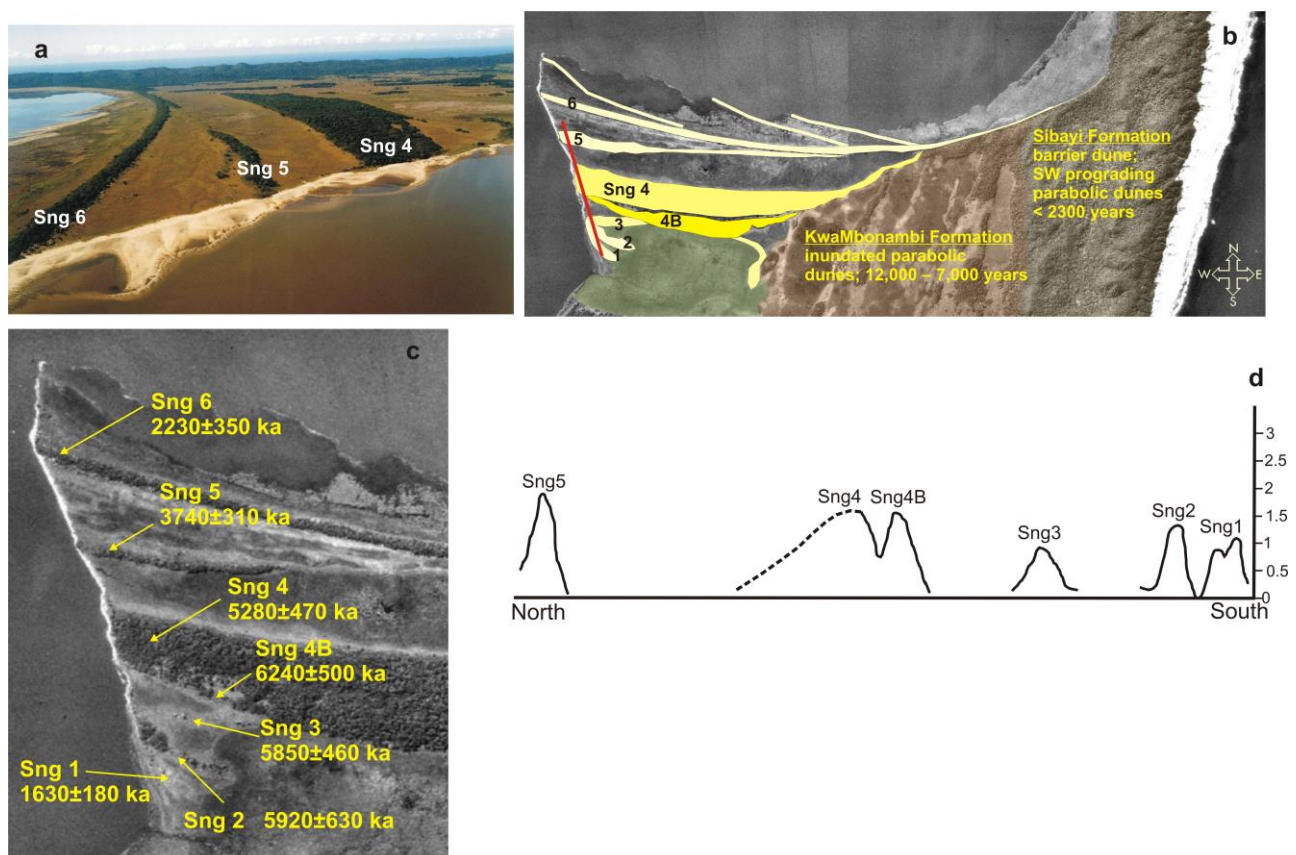 a
Sng 4
Sng 5
Sng 6
b
6
5
Sng 4
4B
3
2
1
Sibayi Formation
barrier dune;
SW prograding
parabolic dunes
< 2300 years
KwaMbonambi Formation
inundated parabolic
dunes; 12,000 – 7,000 years
N
W
E
S
c
Sng 6
2230±350 ka
Sng 5
3740±310 ka
Sng 4
5280±470 ka
Sng 4B
6240±500 ka
Sng 3
5850±460 ka
Sng 1
1630±180 ka
Sng 2 5920±630 ka
d
Sng5
Sng4
Sng4B
Sng3
Sng2
Sng1
3
2.5
2
1.5
1
0.5
0
North
South